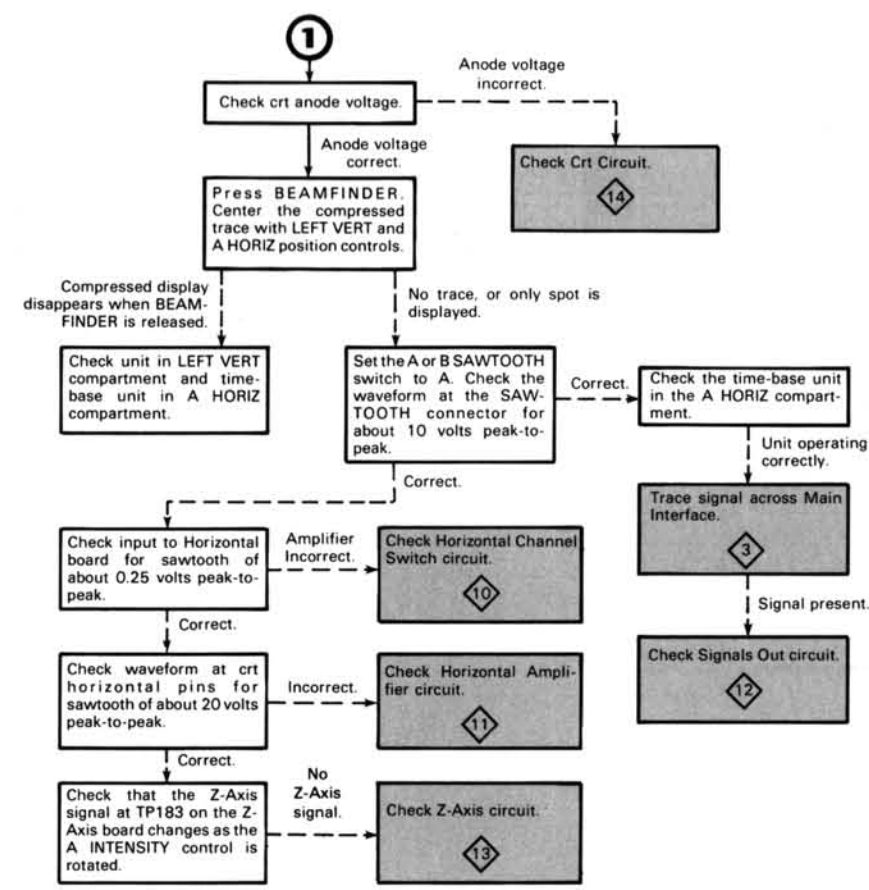 1
Check crt anode voltage.
Anode voltage
incorrect.
Check Crt Circuit.
14
Anode voltage
correct.
Press BEAMFINDER.
Center the compressed
trace with LEFT VERT and
A HORIZ position controls.
Compressed display
disappears when BEAM-
FINDER is released.
Check unit in LEFT VERT
compartment and time-
base unit in A HORIZ
compartment.
No trace, or only spot is
displayed.
Set the A or B SAWTOOTH
switch to A. Check the
waveform at the SAW-
TOOTH connector for
about 10 volts peak-to-
peak.
Correct.
Check the time-base unit
in the A HORIZ compart-
ment.
Unit operating
correctly.
Trace signal across Main
Interface.
3
Signal present.
Check Signals Out circuit.
12
Correct.
Check input to Horizontal
board for sawtooth of
about 0.25 volts peak-to-
peak.
Amplifier
Incorrect.
Check Horizontal Channel
Switch circuit.
10
Correct.
Check waveform at crt
horizontal pins for
sawtooth of about 20 volts
peak-to-peak.
Incorrect.
Check Horizontal Ampli-
fier circuit.
11
Correct.
Check that the Z-Axis
signal at TP183 on the Z-
Axis board changes as the
A INTENSITY control is
rotated.
No
Z-Axis
signal.
Check Z-Axis circuit.
13